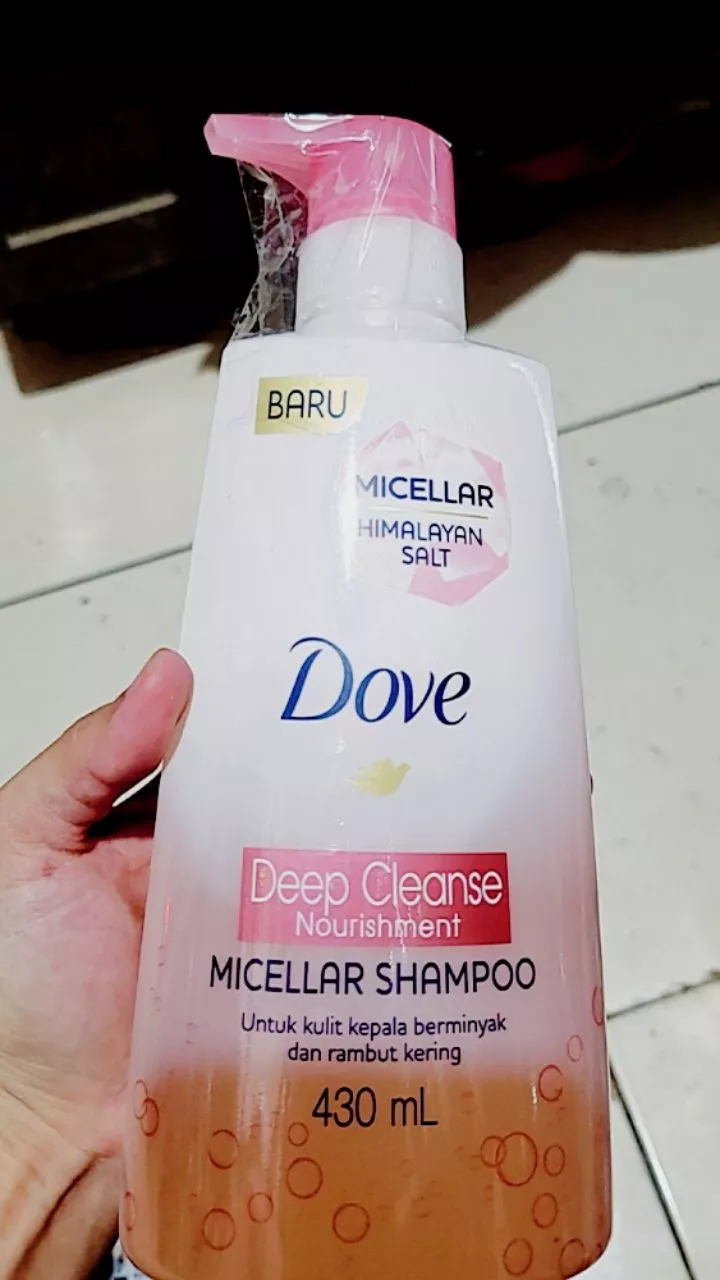 BARU
MICELLAR
HIMALAYAN
SALT
Dove
Deep Cleanse
Nourishment
MICELLAR SHAMPOO
Untuk kulit kepala berminyak
dan rambut kering
430 mL